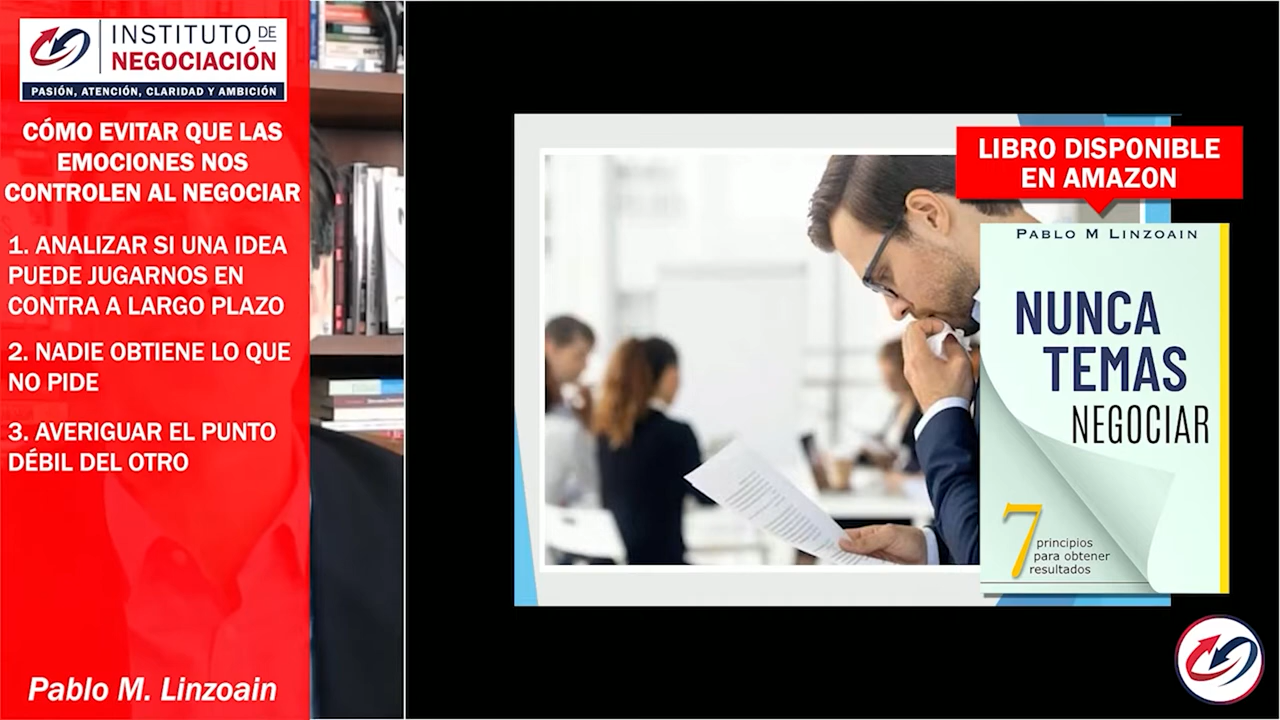 INSTITUTO DE
NEGOCIACIÓN
PASIÓN, ATENCIÓN, CLARIDAD Y AMBICIÓN
CÓMO EVITAR QUE LAS
EMOCIONES NOS
CONTROLEN AL NEGOCIAR
1. ANALIZAR SI UNA IDEA
PUEDE JUGARNOS EN
CONTRA A LARGO PLAZO
2. NADIE OBTIENE LO QUE
NO PIDE
3. AVERIGUAR EL PUNTO
DÉBIL DEL OTRO
Pablo M. Linzoain
LIBRO DISPONIBLE
EN AMAZON
PABLO M LINZOAIN
NUNCA
TEMAS
NEGOCIAR
7 principios
para obtener
resultados